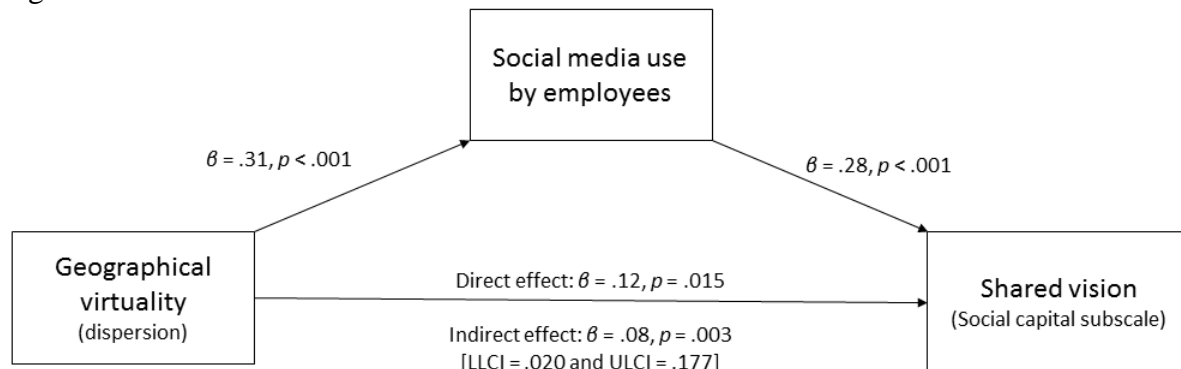 Social media use
by employees
β = .31, p < .001
β = .28, p < .001
Geographical
virtuality
(dispersion)
Direct effect: β = .12, p = .015
Indirect effect: β = .08, p = .003
[LLCI = .020 and ULCI = .177]
Shared vision
(Social capital subscale)